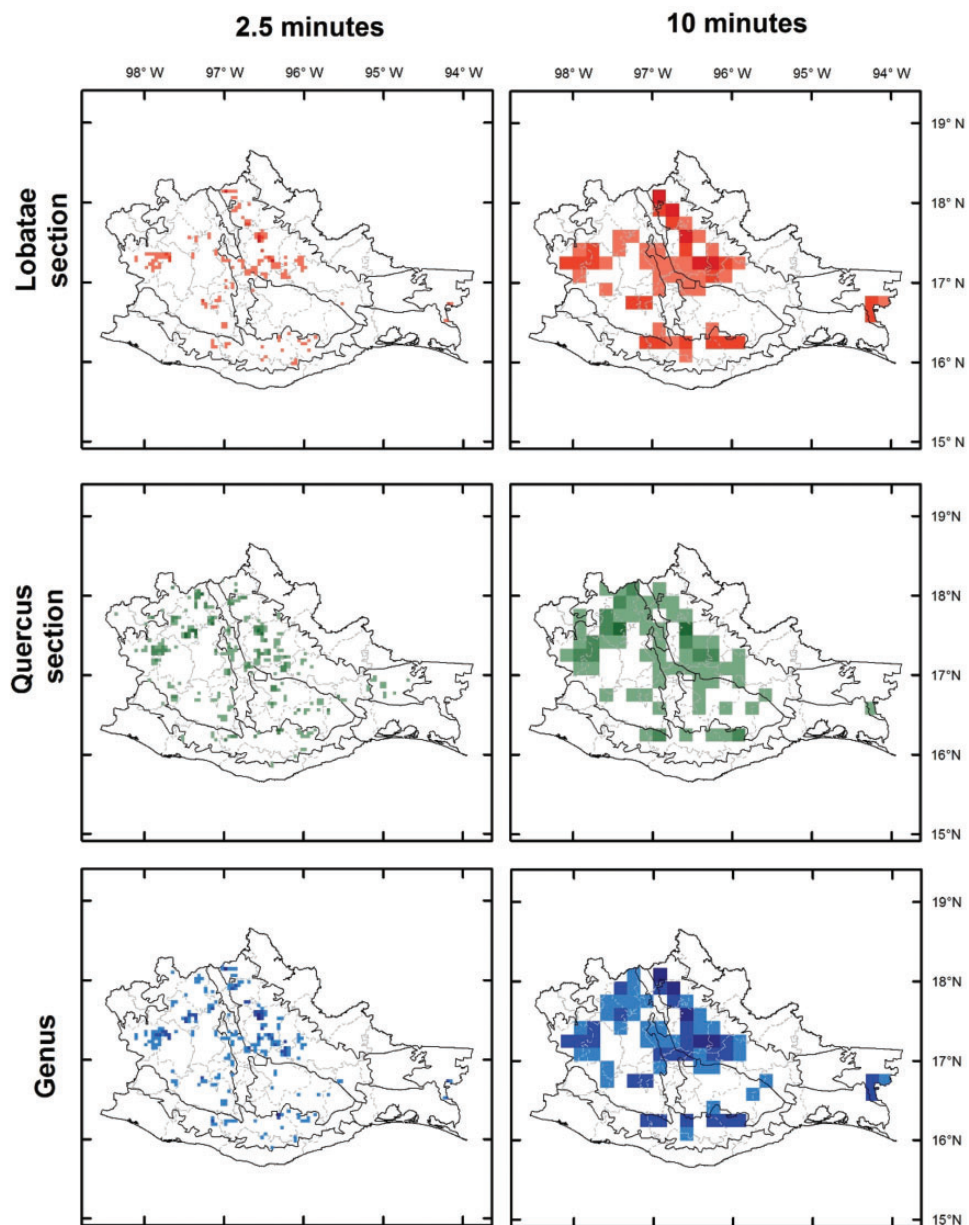 2.5 minutes
10 minutes
98° W 97° W 96° W 95° W 94° W
98° W 97° W 96° W 95° W 94° W
Lobatae
section
19° N
18° N
17° N
16° N
15° N
Quercus
section
19° N
18° N
17° N
16° N
15° N
Genus
19° N
18° N
17° N
16° N
15°N